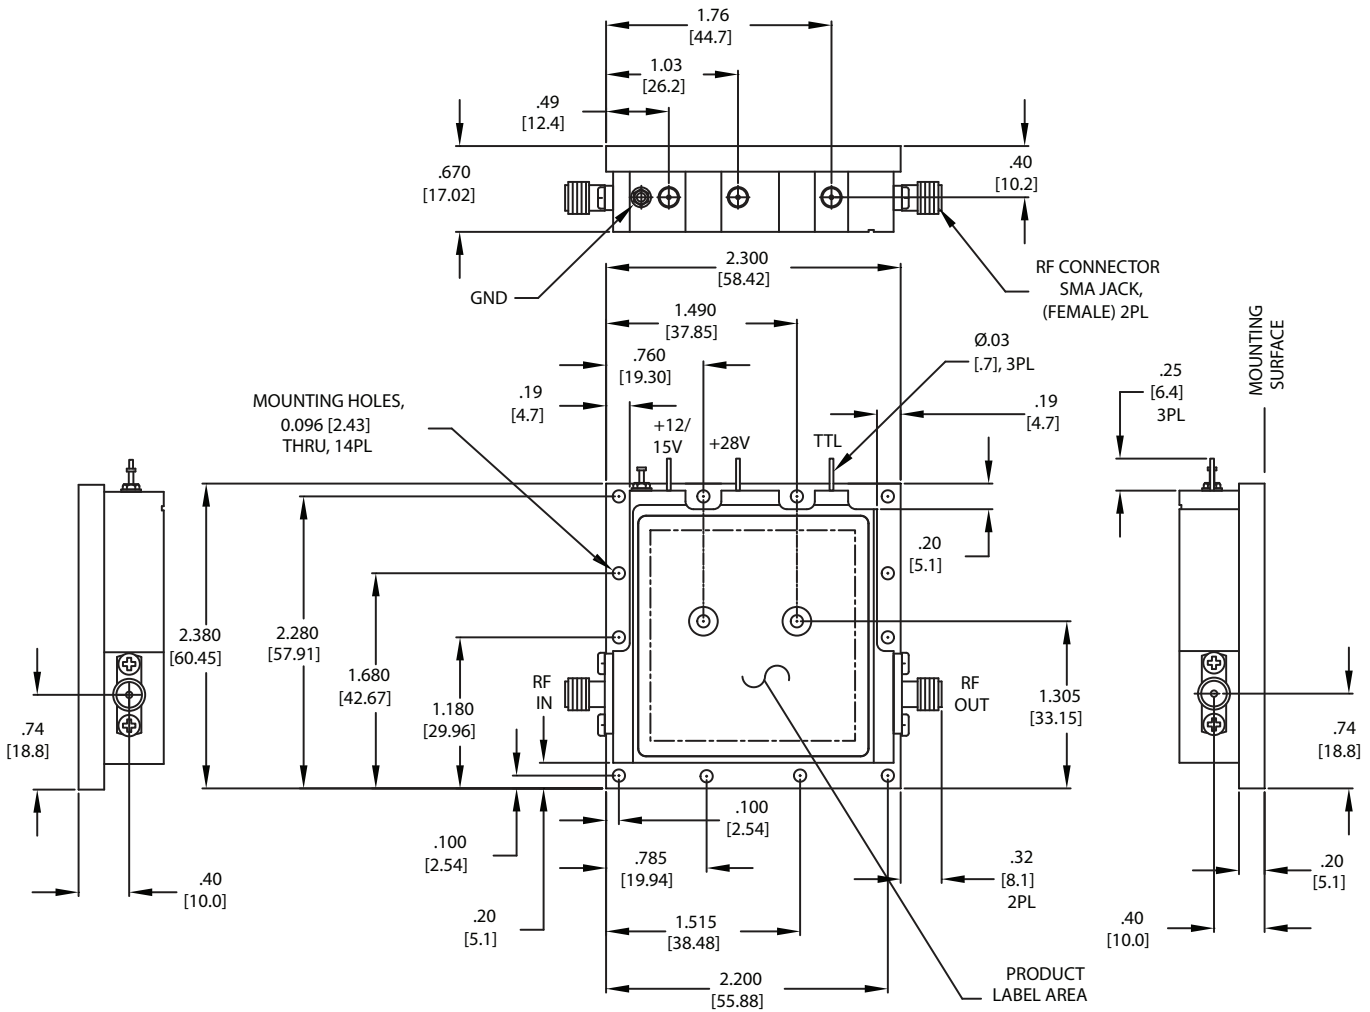 1.76
[44.7]
1.03
[26.2]
.49
[12.4]
.670
[17.02]
.40
[10.2]
GND
2.300
[58.42]
RF CONNECTOR
SMA JACK,
(FEMALE) 2PL
1.490
[37.85]
.760
[19.30]
Ø.03
[.7], 3PL
.19
[4.7]
.19
[4.7]
MOUNTING HOLES,
0.096 [2.43]
THRU, 14PL
+12/
15V
+28V
TTL
.25
[6.4]
3PL
MOUNTING
SURFACE
.20
[5.1]
2.380
[60.45]
2.280
[57.91]
1.680
[42.67]
1.180
[29.96]
RF
IN
RF
OUT
1.305
[33.15]
.74
[18.8]
.74
[18.8]
.100
[2.54]
.100
[2.54]
.785
[19.94]
.32
[8.1]
2PL
.40
[10.0]
.20
[5.1]
.20
[5.1]
1.515
[38.48]
.40
[10.0]
2.200
[55.88]
PRODUCT
LABEL AREA